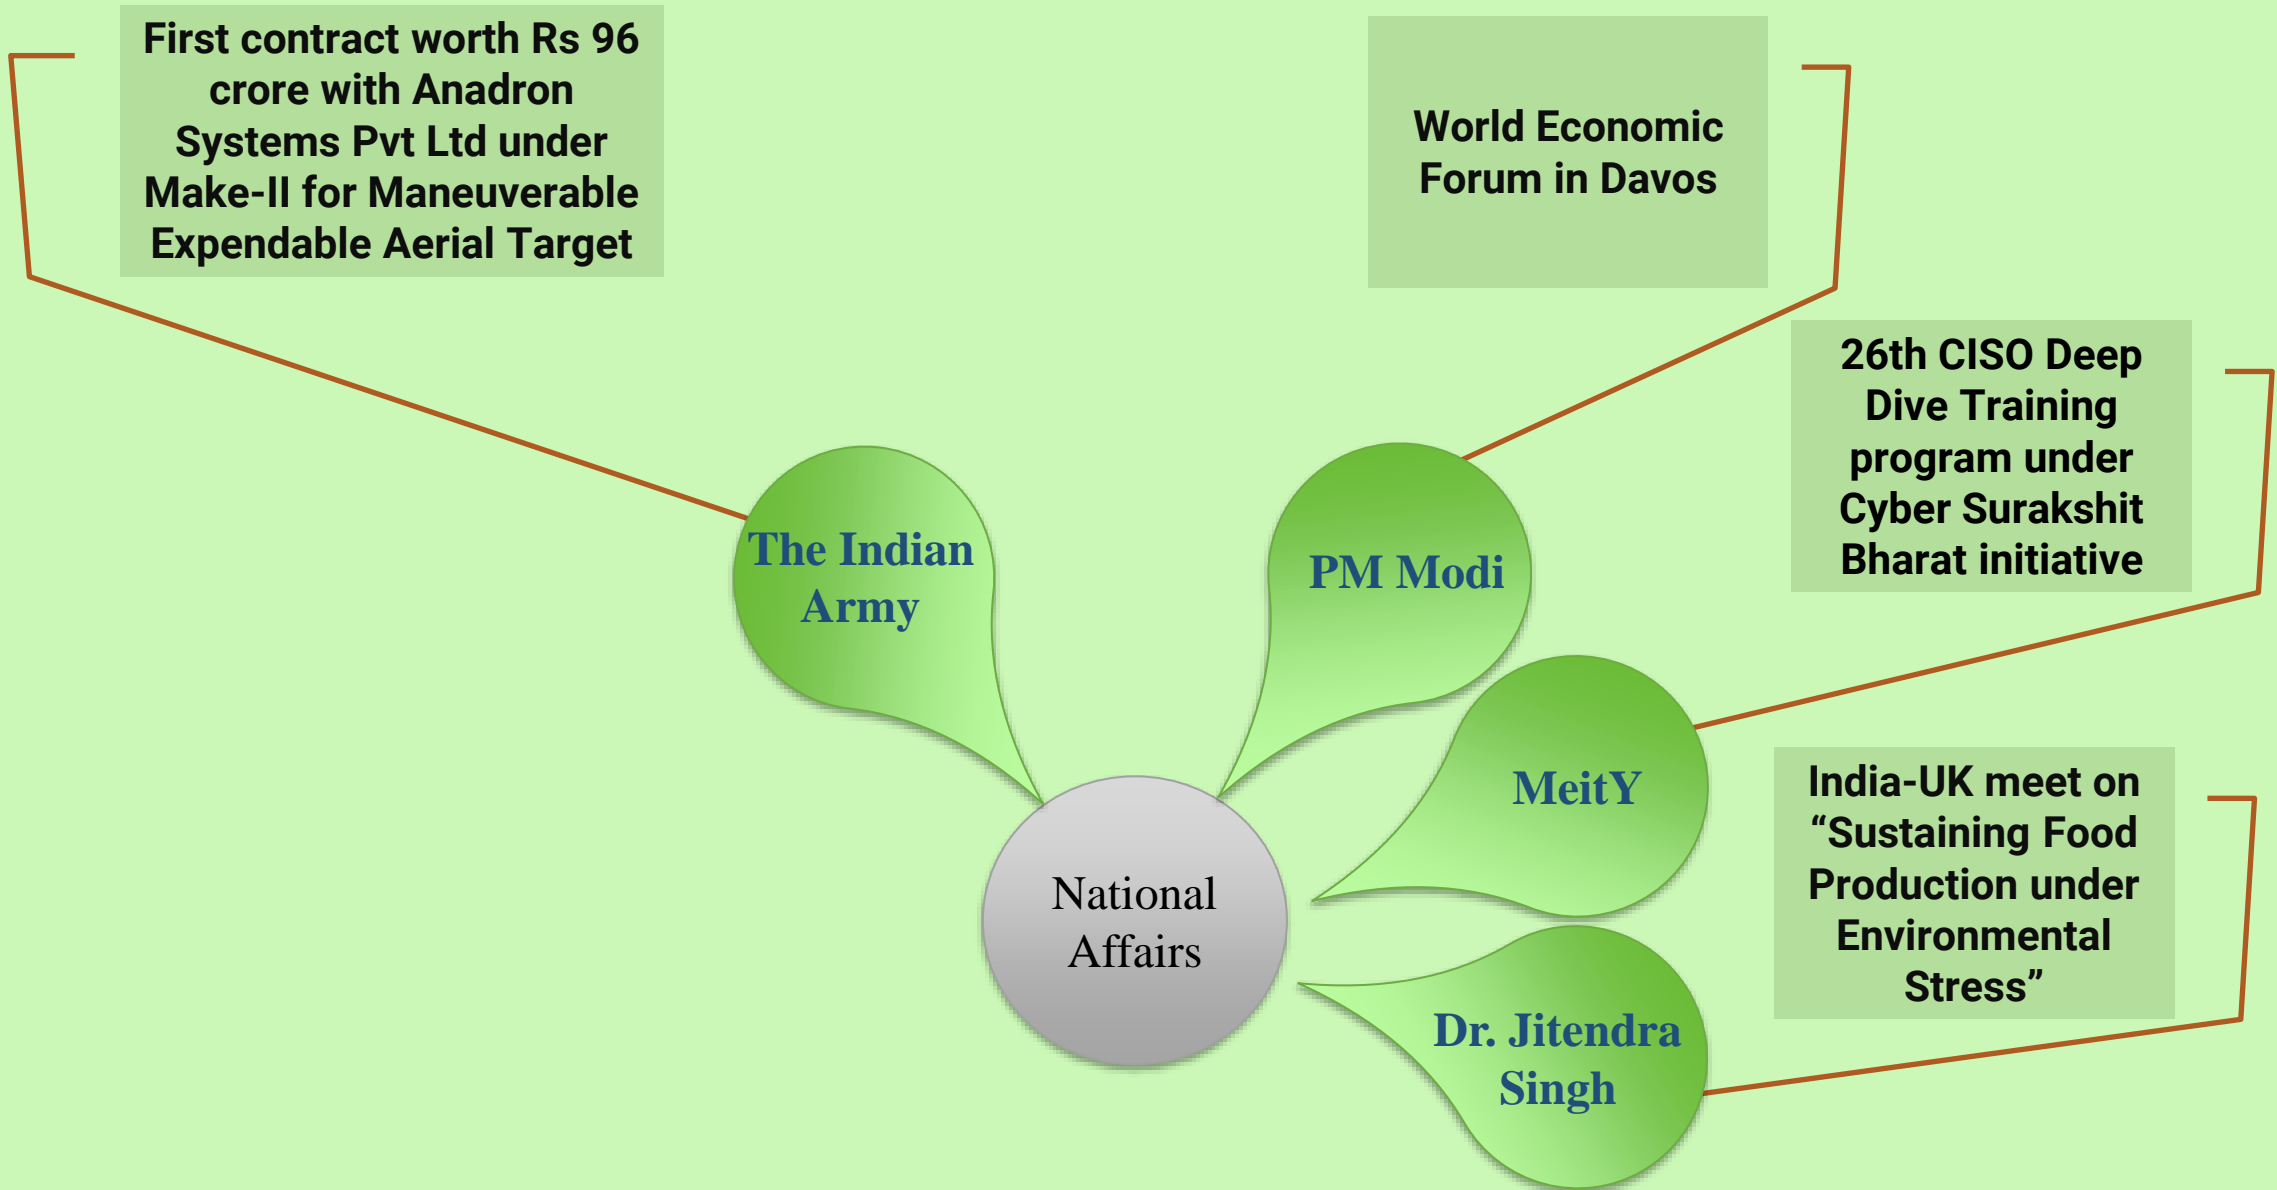 First contract worth Rs 96
crore with Anadron
Systems Pvt Ltd under
Make-II for Maneuverable
Expendable Aerial Target
World Economic
Forum in Davos
26th CISO Deep
Dive Training
program under
Cyber Surakshit
Bharat initiative
The Indian
Army
PM Modi
MeitY
India-UK meet on
“Sustaining Food
Production under
Environmental
Stress”
National
Affairs
Dr. Jitendra
Singh